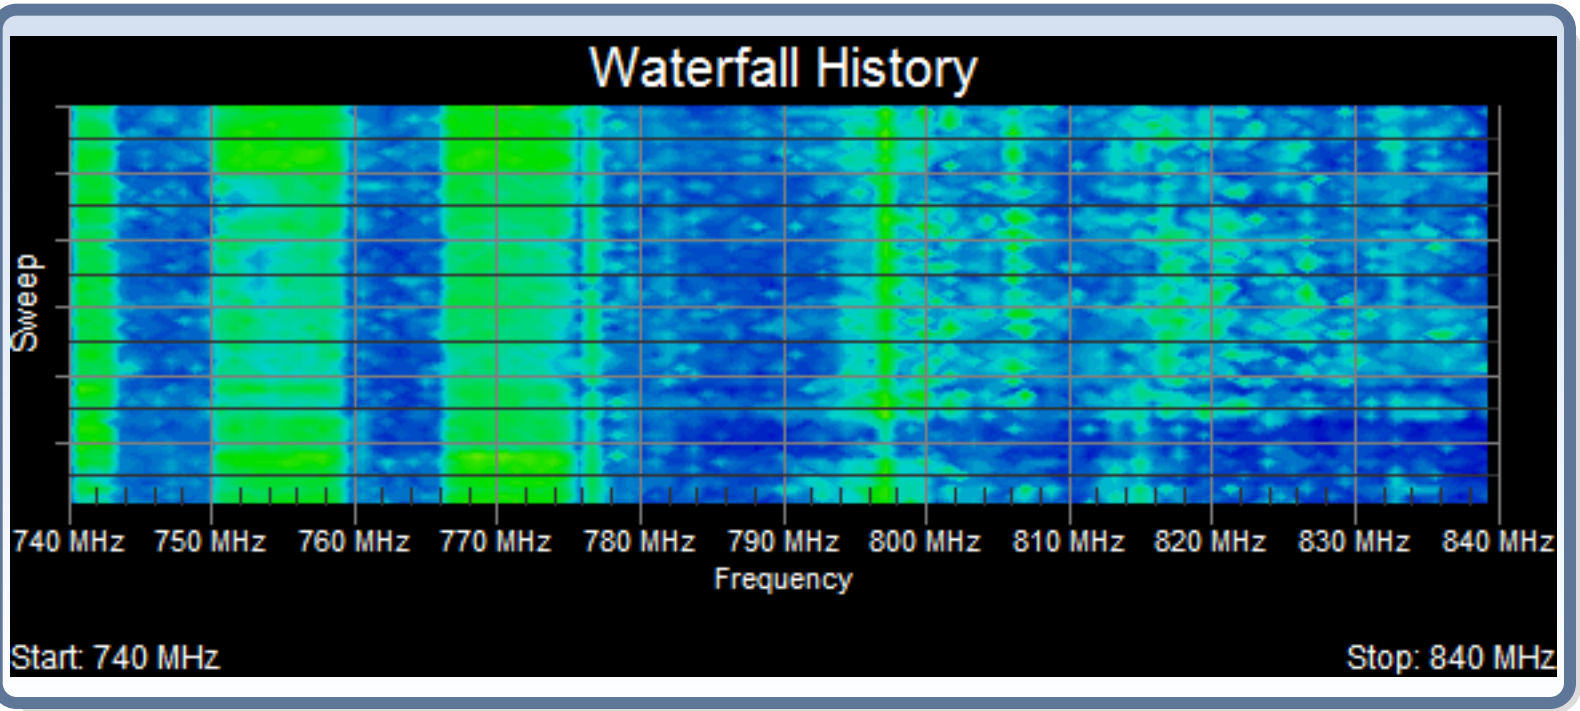 Waterfall History
Sweep
740 MHz 750 MHz 760 MHz 770 MHz 780 MHz 790 MHz 800 MHz 810 MHz 820 MHz 830 MHz 840 MHz
Frequency
Start: 740 MHz Stop: 840 MHz